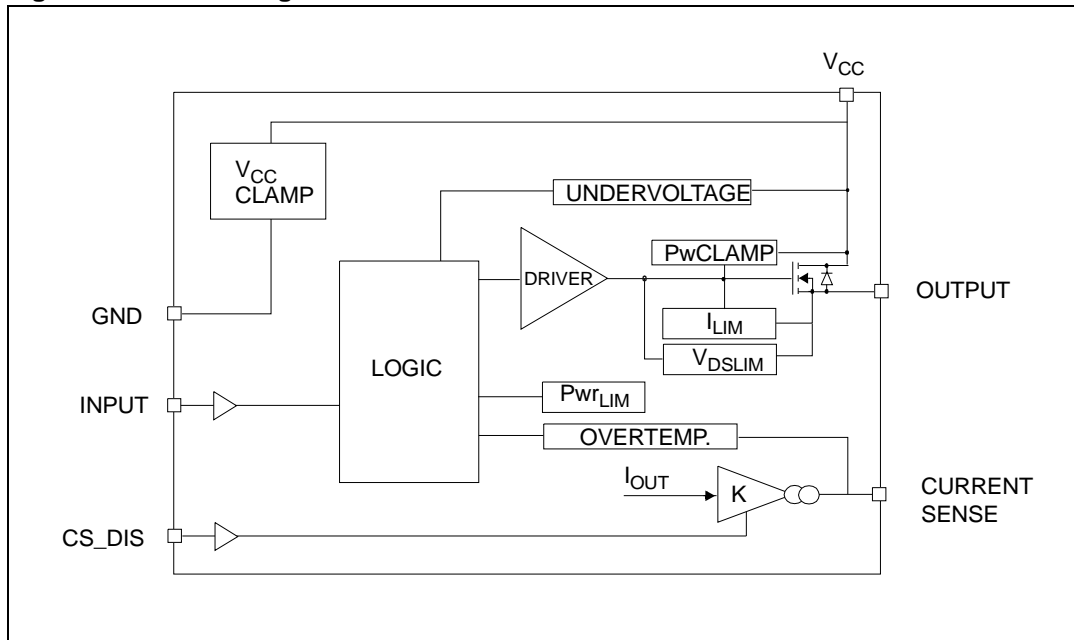 V_CC
V_CC
CLAMP
UNDERVOLTAGE
PwCLAMP
DRIVER
OUTPUT
GND
I_LIM
V_DSLIM
LOGIC
Pwr_LIM
INPUT
OVERTEMP.
I_OUT
K
CURRENT
SENSE
CS_DIS